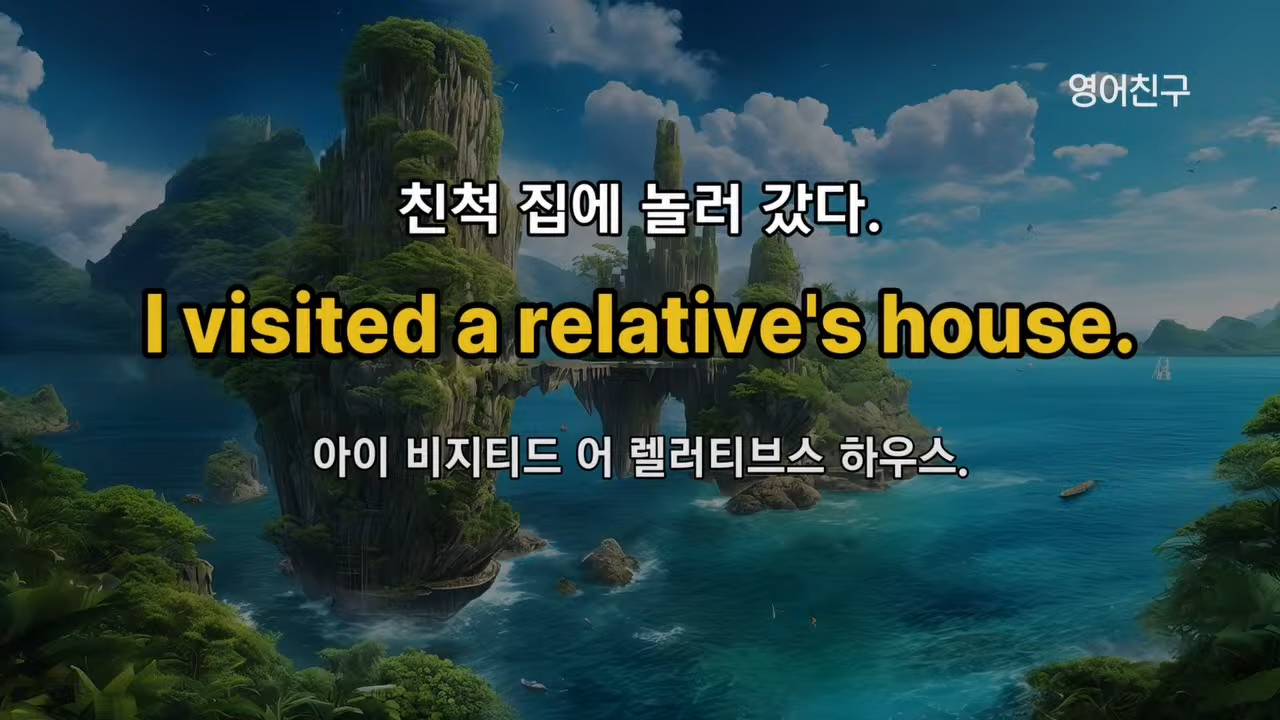 영어친구
친척 집에 놀러 갔다.
I visited a relative's house.
아이 비지티드 어 렐러티브스 하우스.